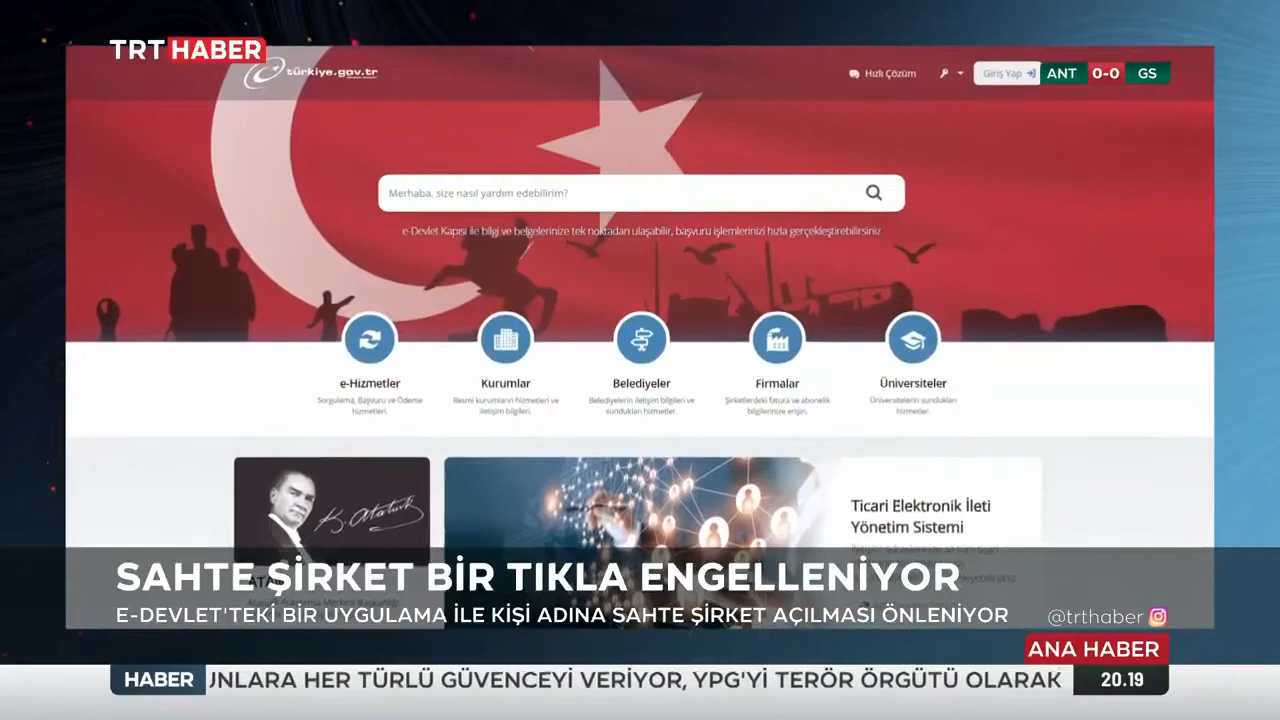 TRT HABER
türkiye.gov.tr
Hızlı Çözüm
Giriş Yap
ANT 0-0 GS
Merhaba, size nasıl yardım edebilirim?
e-Devlet Kapısı ile bilgi ve belgelerinize tek noktadan ulaşabilir, başvuru işlemlerinizi hızla gerçekleştirebilirsiniz
e-Hizmetler
Sorgulama, Başvuru ve Ödeme
hizmetleri.
Kurumlar
Resmi kurumların hizmetleri ve
iletişim bilgileri.
Belediyeler
Belediyelerin iletişim bilgileri ve
sundukları hizmetler.
Firmalar
Şirketlerdeki fatura ve abonelik
bilgilerinize erişin.
Üniversiteler
Üniversitelerin sundukları
hizmetler.
K. Atatürk
Ticari Elektronik İleti
Yönetim Sistemi
SAHTE ŞİRKET BİR TIKLA ENGELLENİYOR
E-DEVLET'TEKİ BİR UYGULAMA İLE KİŞİ ADINA SAHTE ŞİRKET AÇILMASI ÖNLENİYOR
@trthaber
ANA HABER
HABER
UNLARA HER TÜRLÜ GÜVENCEYİ VERİYOR, YPG'Yİ TERÖR ÖRGÜTÜ OLARAK
20.19